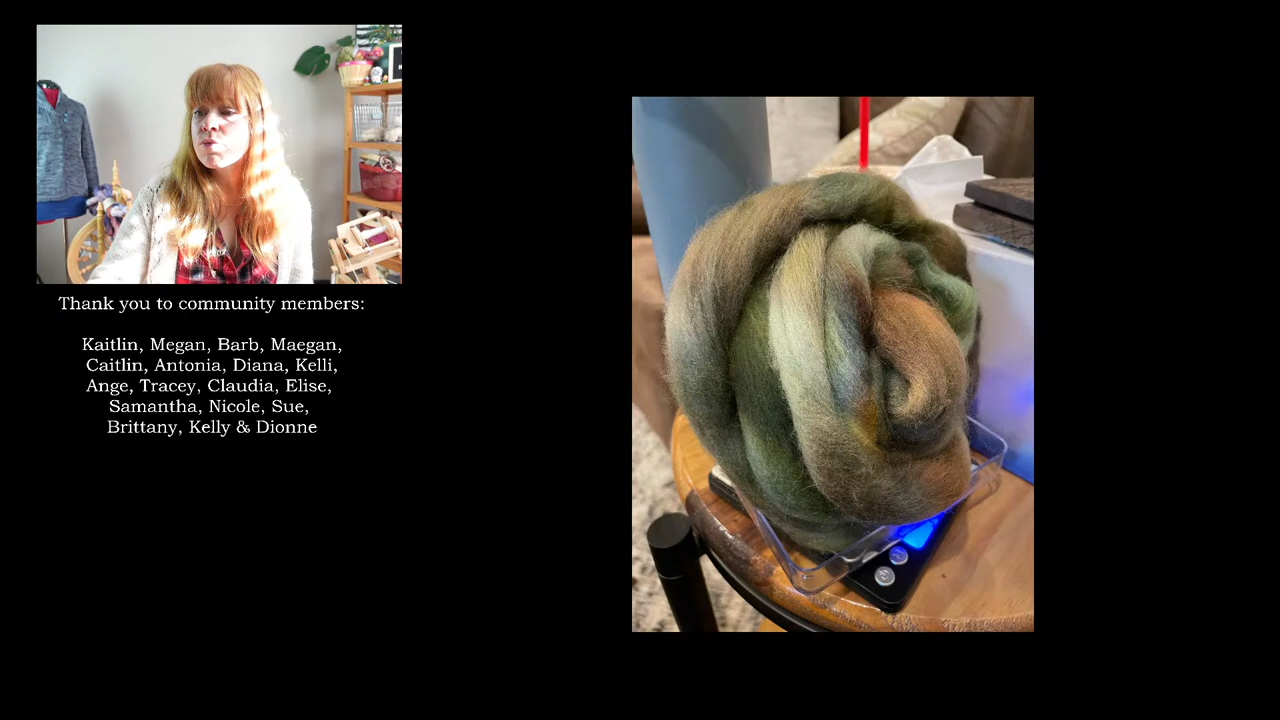 Thank you to community members:
Kaitlin, Megan, Barb, Maegan,
Caitlin, Antonia, Diana, Kelli,
Ange, Tracey, Claudia, Elise,
Samantha, Nicole, Sue,
Brittany, Kelly & Dionne